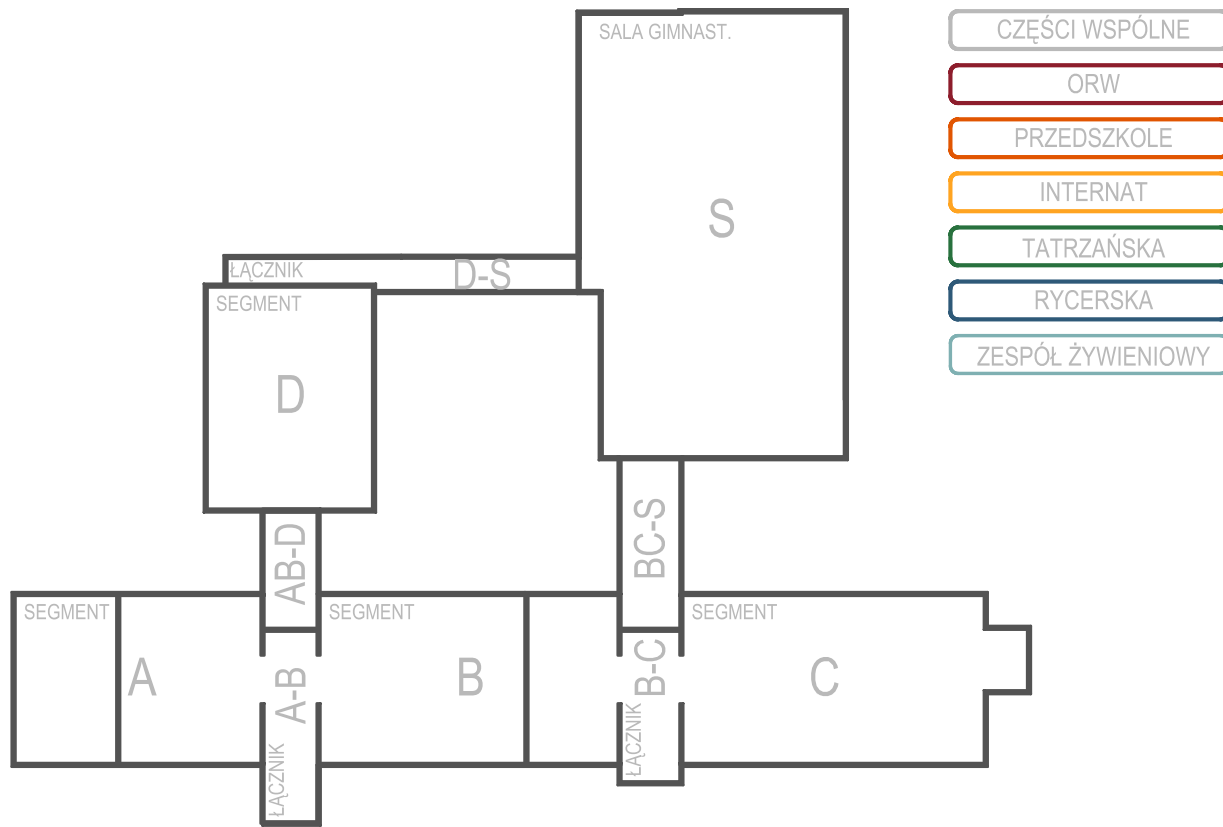 SALA GIMNAST.
S
CZĘŚCI WSPÓLNE
ORW
PRZEDSZKOLE
INTERNAT
TATRZAŃSKA
RYCERSKA
ZESPÓŁ ŻYWIENIOWY
ŁĄCZNIK
D-S
SEGMENT
D
AB-D
BC-S
SEGMENT
A
A-B
ŁĄCZNIK
SEGMENT
B
B-C
ŁĄCZNIK
SEGMENT
C